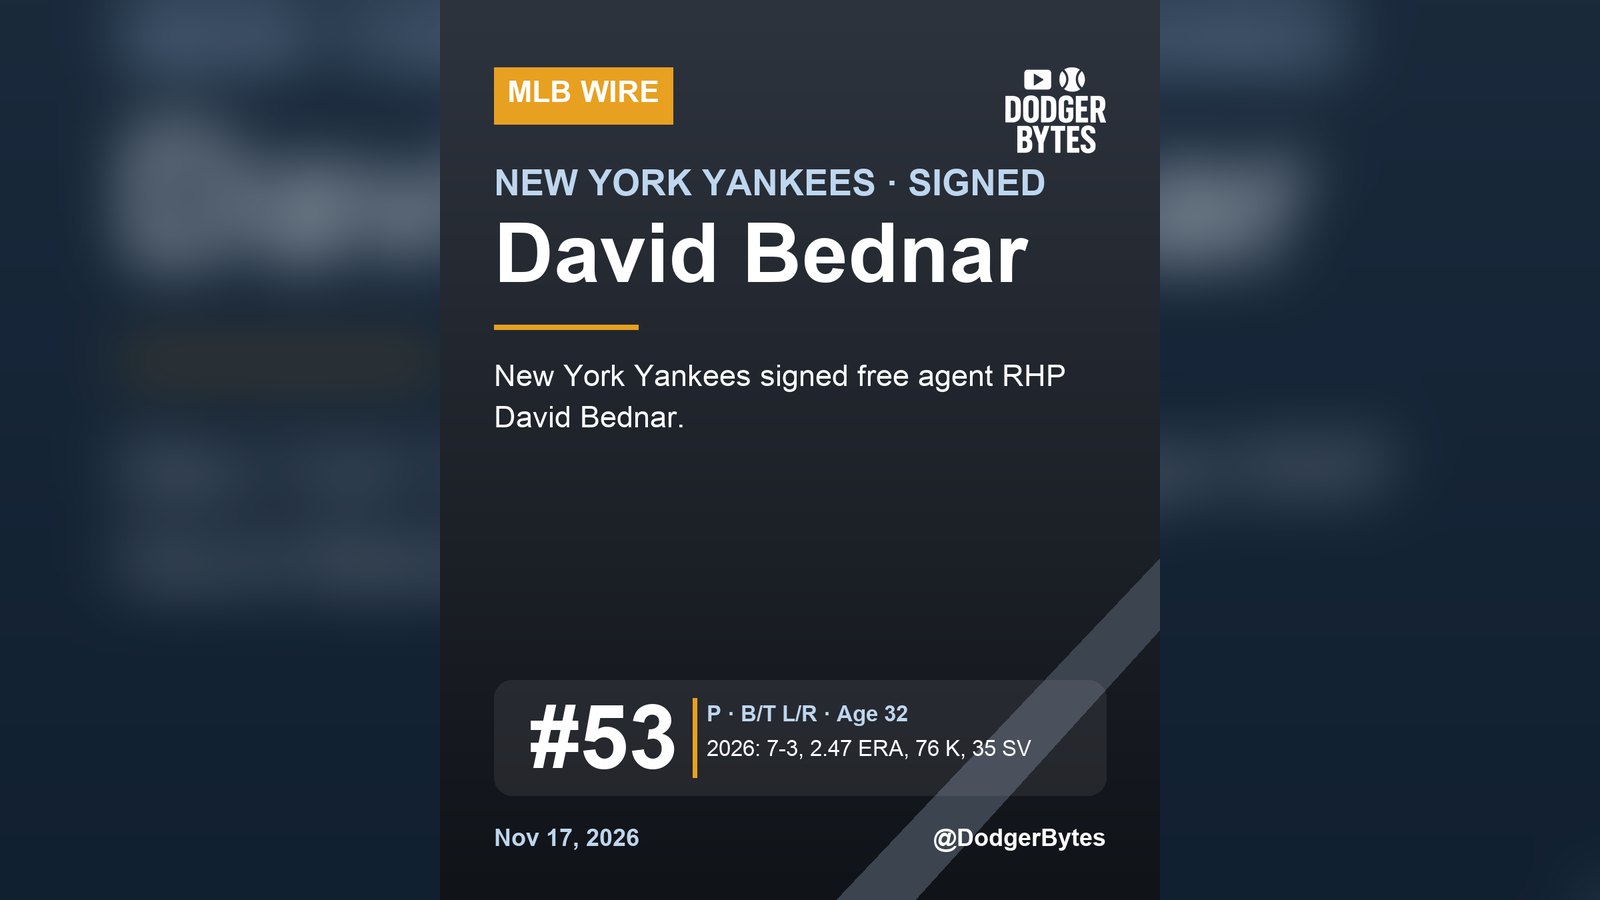 MLB WIRE
DODGER
BYTES
NEW YORK YANKEES · SIGNED
David Bednar
New York Yankees signed free agent RHP
David Bednar.
#53
P · B/T L/R · Age 32
2026: 7-3, 2.47 ERA, 76 K, 35 SV
Nov 17, 2026
@DodgerBytes